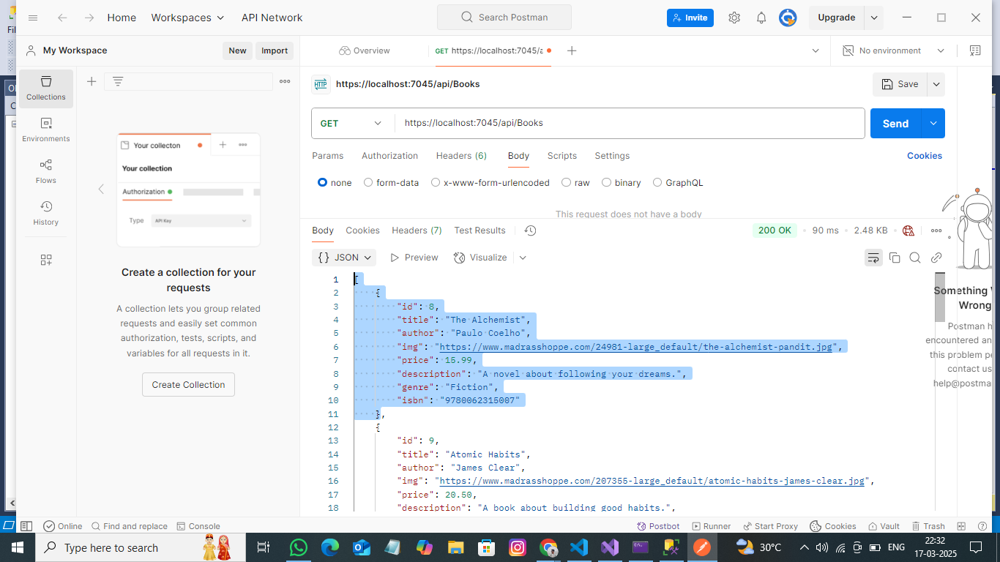 Home
Workspaces
API Network
Search Postman
Invite
Upgrade
Fil
My Workspace
New
Import
Overview
GET https://localhost:7045/a
No environment
Collections
Environments
Flows
History
Your collecton
Your collection
Authorization
Type
API Key
Create a collection for your
requests
A collection lets you group related
requests and easily set common
authorization, tests, scripts, and
variables for all requests in it.
Create Collection
HTTP
https://localhost:7045/api/Books
Save
GET
https://localhost:7045/api/Books
Send
Params
Authorization
Headers (6)
Body
Scripts
Settings
Cookies
none
form-data
x-www-form-urlencoded
raw
binary
GraphQL
This request does not have a body
Body
Cookies
Headers (7)
Test Results
200 OK
90 ms
2.48 KB
{} JSON
Preview
Visualize
1 [
2 {
3 "id": 8,
4 "title": "The Alchemist",
5 "author": "Paulo Coelho",
6 "img": "https://www.madrasshoppe.com/24981-large_default/the-alchemist-pandit.jpg",
7 "price": 15.99,
8 "description": "A novel about following your dreams.",
9 "genre": "Fiction",
10 "isbn": "9780062315007"
11 },
12 {
13 "id": 9,
14 "title": "Atomic Habits",
15 "author": "James Clear",
16 "img": "https://www.madrasshoppe.com/207355-large_default/atomic-habits-james-clear.jpg",
17 "price": 20.50,
18 "description": "A book about building good habits.",
Something W
Wrong
Postman h
encountered an
this problem pe
contact us
help@postma
Online
Find and replace
Console
Postbot
Runner
Start Proxy
Cookies
Vault
Trash
Type here to search
30°C
ENG
22:32
17-03-2025